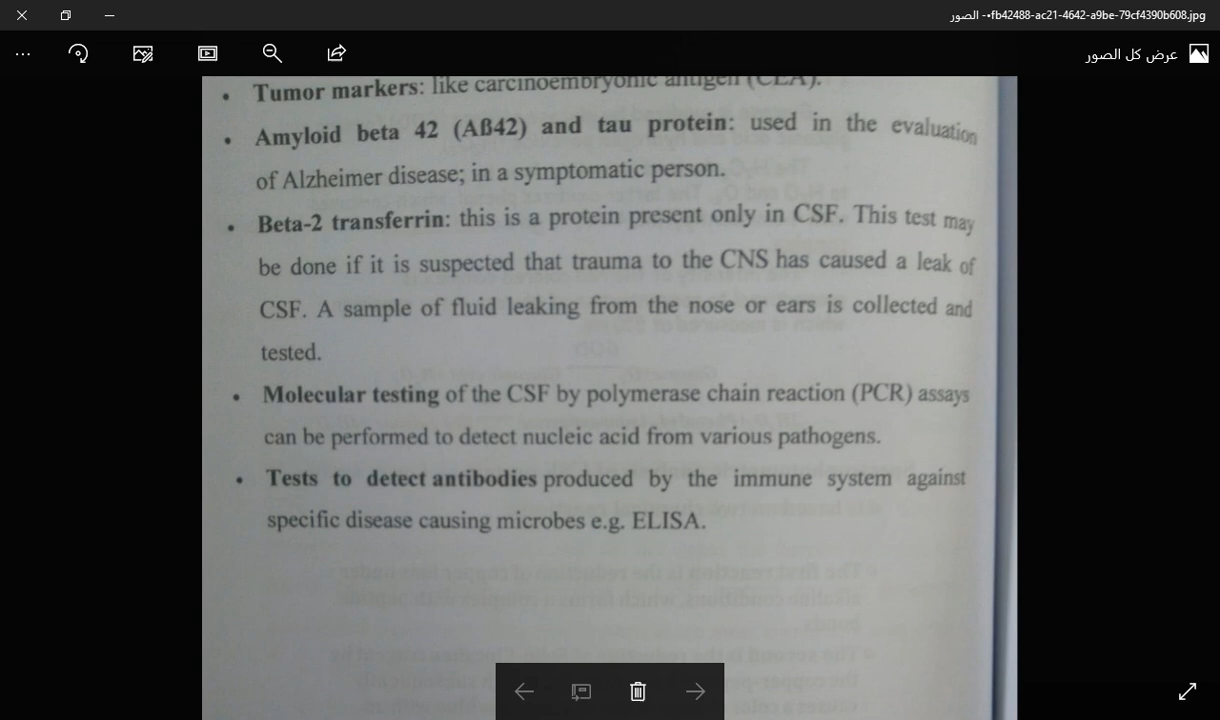 fb42488-ac21-4642-a9be-79cf4390b608.jpg - الصور
عرض كل الصور
• Tumor markers: like carcinoembryonic antigen (CEA).
• Amyloid beta 42 (Aß42) and tau protein: used in the evaluation
of Alzheimer disease; in a symptomatic person.
• Beta-2 transferrin: this is a protein present only in CSF. This test may
be done if it is suspected that trauma to the CNS has caused a leak of
CSF. A sample of fluid leaking from the nose or ears is collected and
tested.
• Molecular testing of the CSF by polymerase chain reaction (PCR) assays
can be performed to detect nucleic acid from various pathogens.
• Tests to detect antibodies produced by the immune system against
specific disease causing microbes e.g. ELISA.